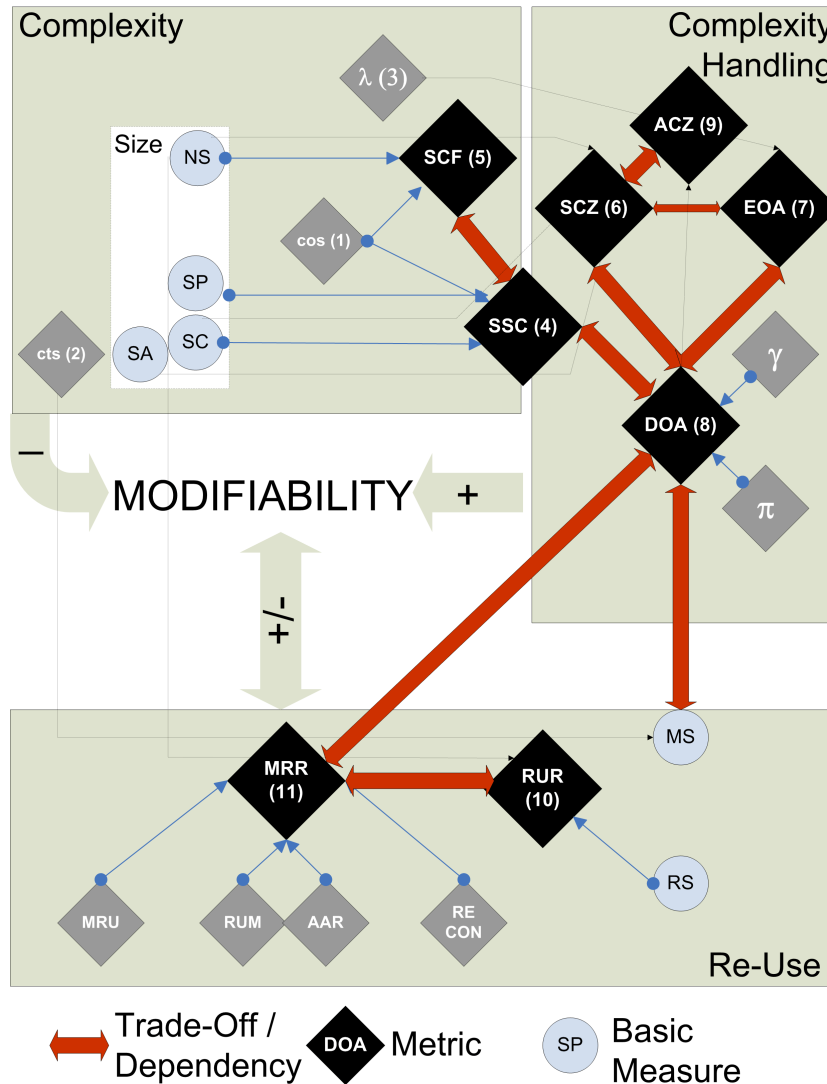 Complexity
Complexity
Handling
λ (3)
ACZ (9)
Size
NS
SCF (5)
SCZ (6)
EOA (7)
cos (1)
SP
SSC (4)
SC
cts (2)
SA
γ
DOA (8)
–
MODIFIABILITY
+
π
+/-
MS
MRR
(11)
RUR
(10)
RS
MRU
RUM
AAR
RE
CON
Re-Use
Trade-Off /
Dependency
DOA
Metric
SP
Basic
Measure